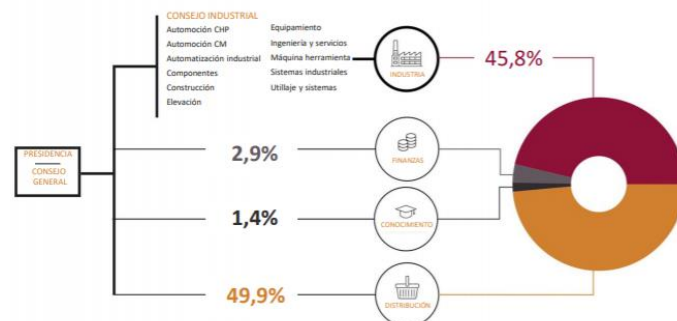 CONSEJO INDUSTRIAL
Automoción CHP
Automoción CM
Automatización industrial
Componentes
Construcción
Elevación
Equipamiento
Ingeniería y servicios
Máquina herramienta
Sistemas industriales
Utillaje y sistemas
INDUSTRIA
45,8%
PRESIDENCIA
CONSEJO
GENERAL
2,9%
FINANZAS
1,4%
CONOCIMIENTO
49,9%
DISTRIBUCIÓN